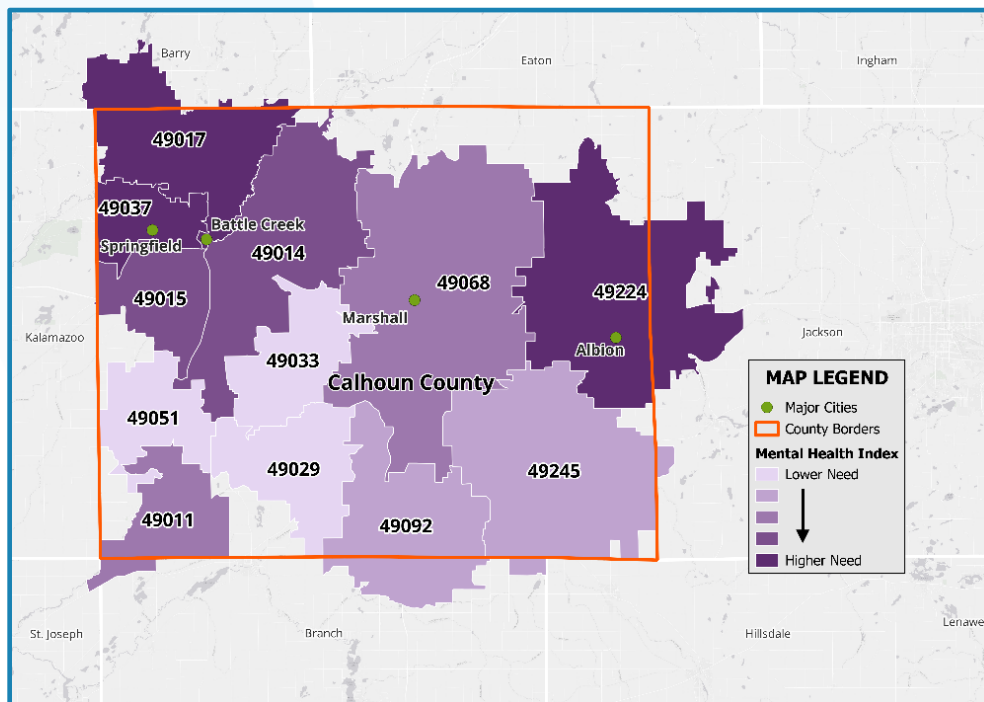 Barry
Eaton
Ingham
49017
49037
Battle Creek
Springfield
49014
49015
49068
49224
Marshall
Kalamazoo
Albion
Jackson
49033
Calhoun County
49051
49029
49245
49011
49092
MAP LEGEND
Major Cities
County Borders
Mental Health Index
Lower Need
Higher Need
St. Joseph
Branch
Hillsdale
Lenawe